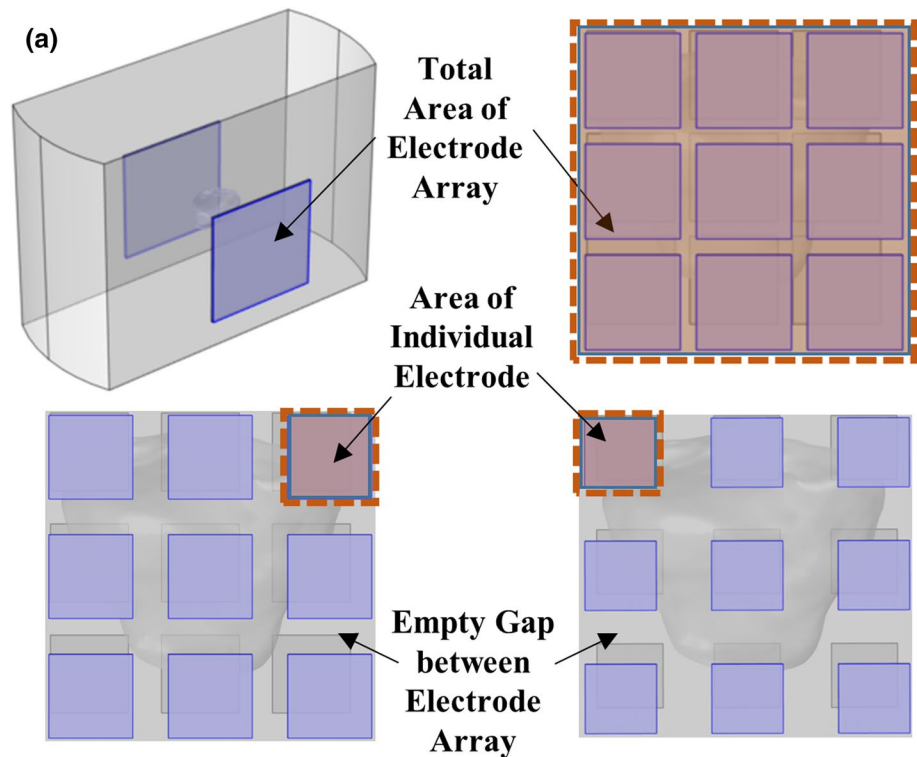 (a)
Total
Area of
Electrode
Array
Area of
Individual
Electrode
Empty Gap
between
Electrode
Array